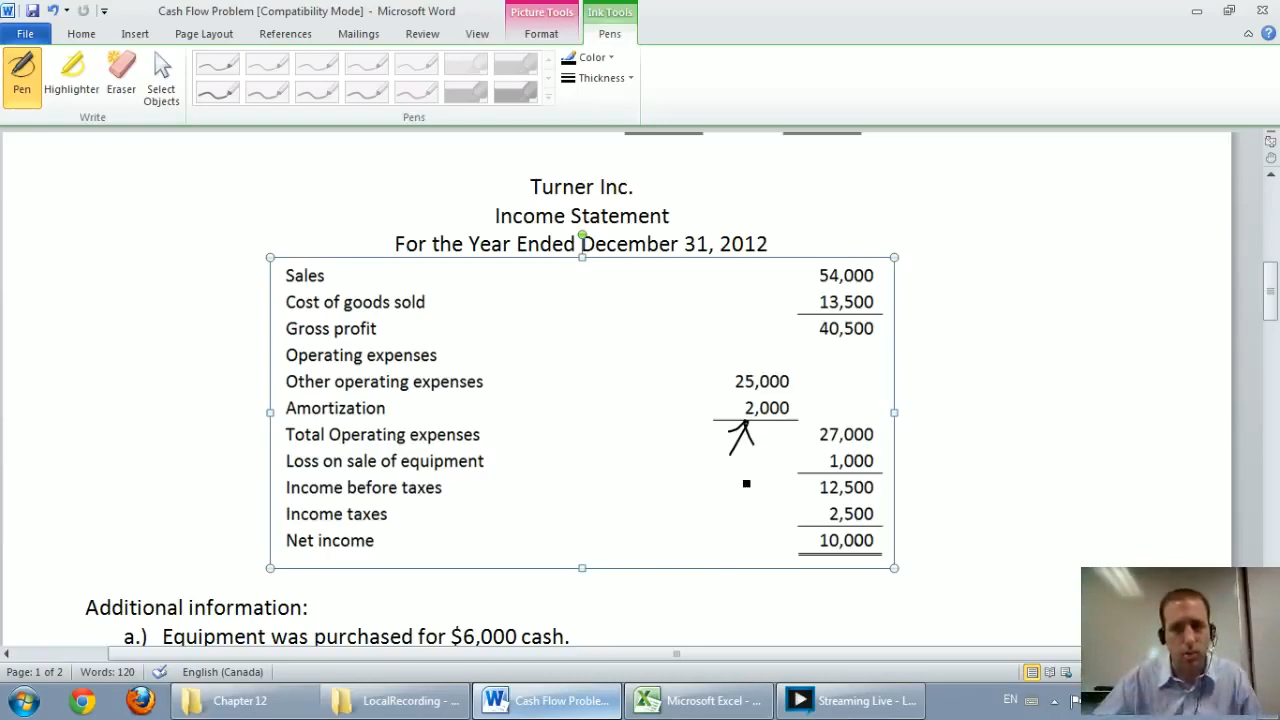 Cash Flow Problem [Compatibility Mode] - Microsoft Word
Picture Tools
Ink Tools
File Home Insert Page Layout References Mailings Review View Format Pens
Pen
Highlighter
Eraser
Select Objects
Color
Thickness
Write
Pens
Turner Inc.
Income Statement
For the Year Ended December 31, 2012
Sales 54,000
Cost of goods sold 13,500
Gross profit 40,500
Operating expenses
Other operating expenses 25,000
Amortization 2,000
Total Operating expenses 27,000
Loss on sale of equipment 1,000
Income before taxes 12,500
Income taxes 2,500
Net income 10,000
Additional information:
a.) Equipment was purchased for $6,000 cash.
Page: 1 of 2 Words: 120 English (Canada)
Chapter12 LocalRecording - ... Cash Flow Proble... Microsoft Excel - ... Streaming Live - L... EN